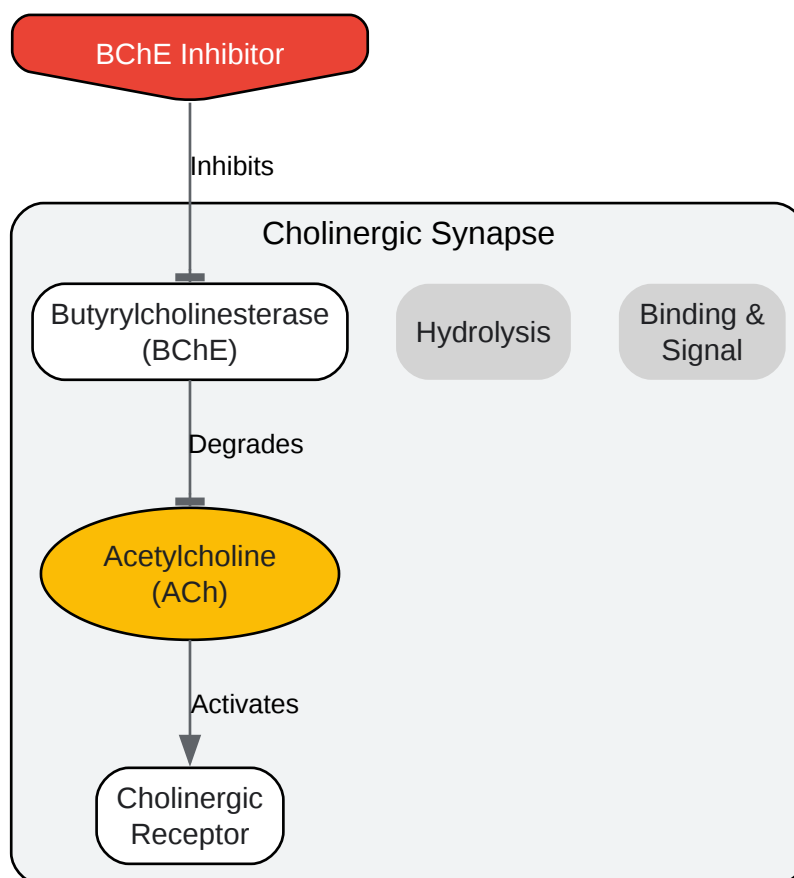 BChE Inhibitor
Inhibits
Cholinergic Synapse
Butyrylcholinesterase
(BChE)
Hydrolysis
Binding &
Signal
Degrades
Acetylcholine
(ACh)
Activates
Cholinergic
Receptor